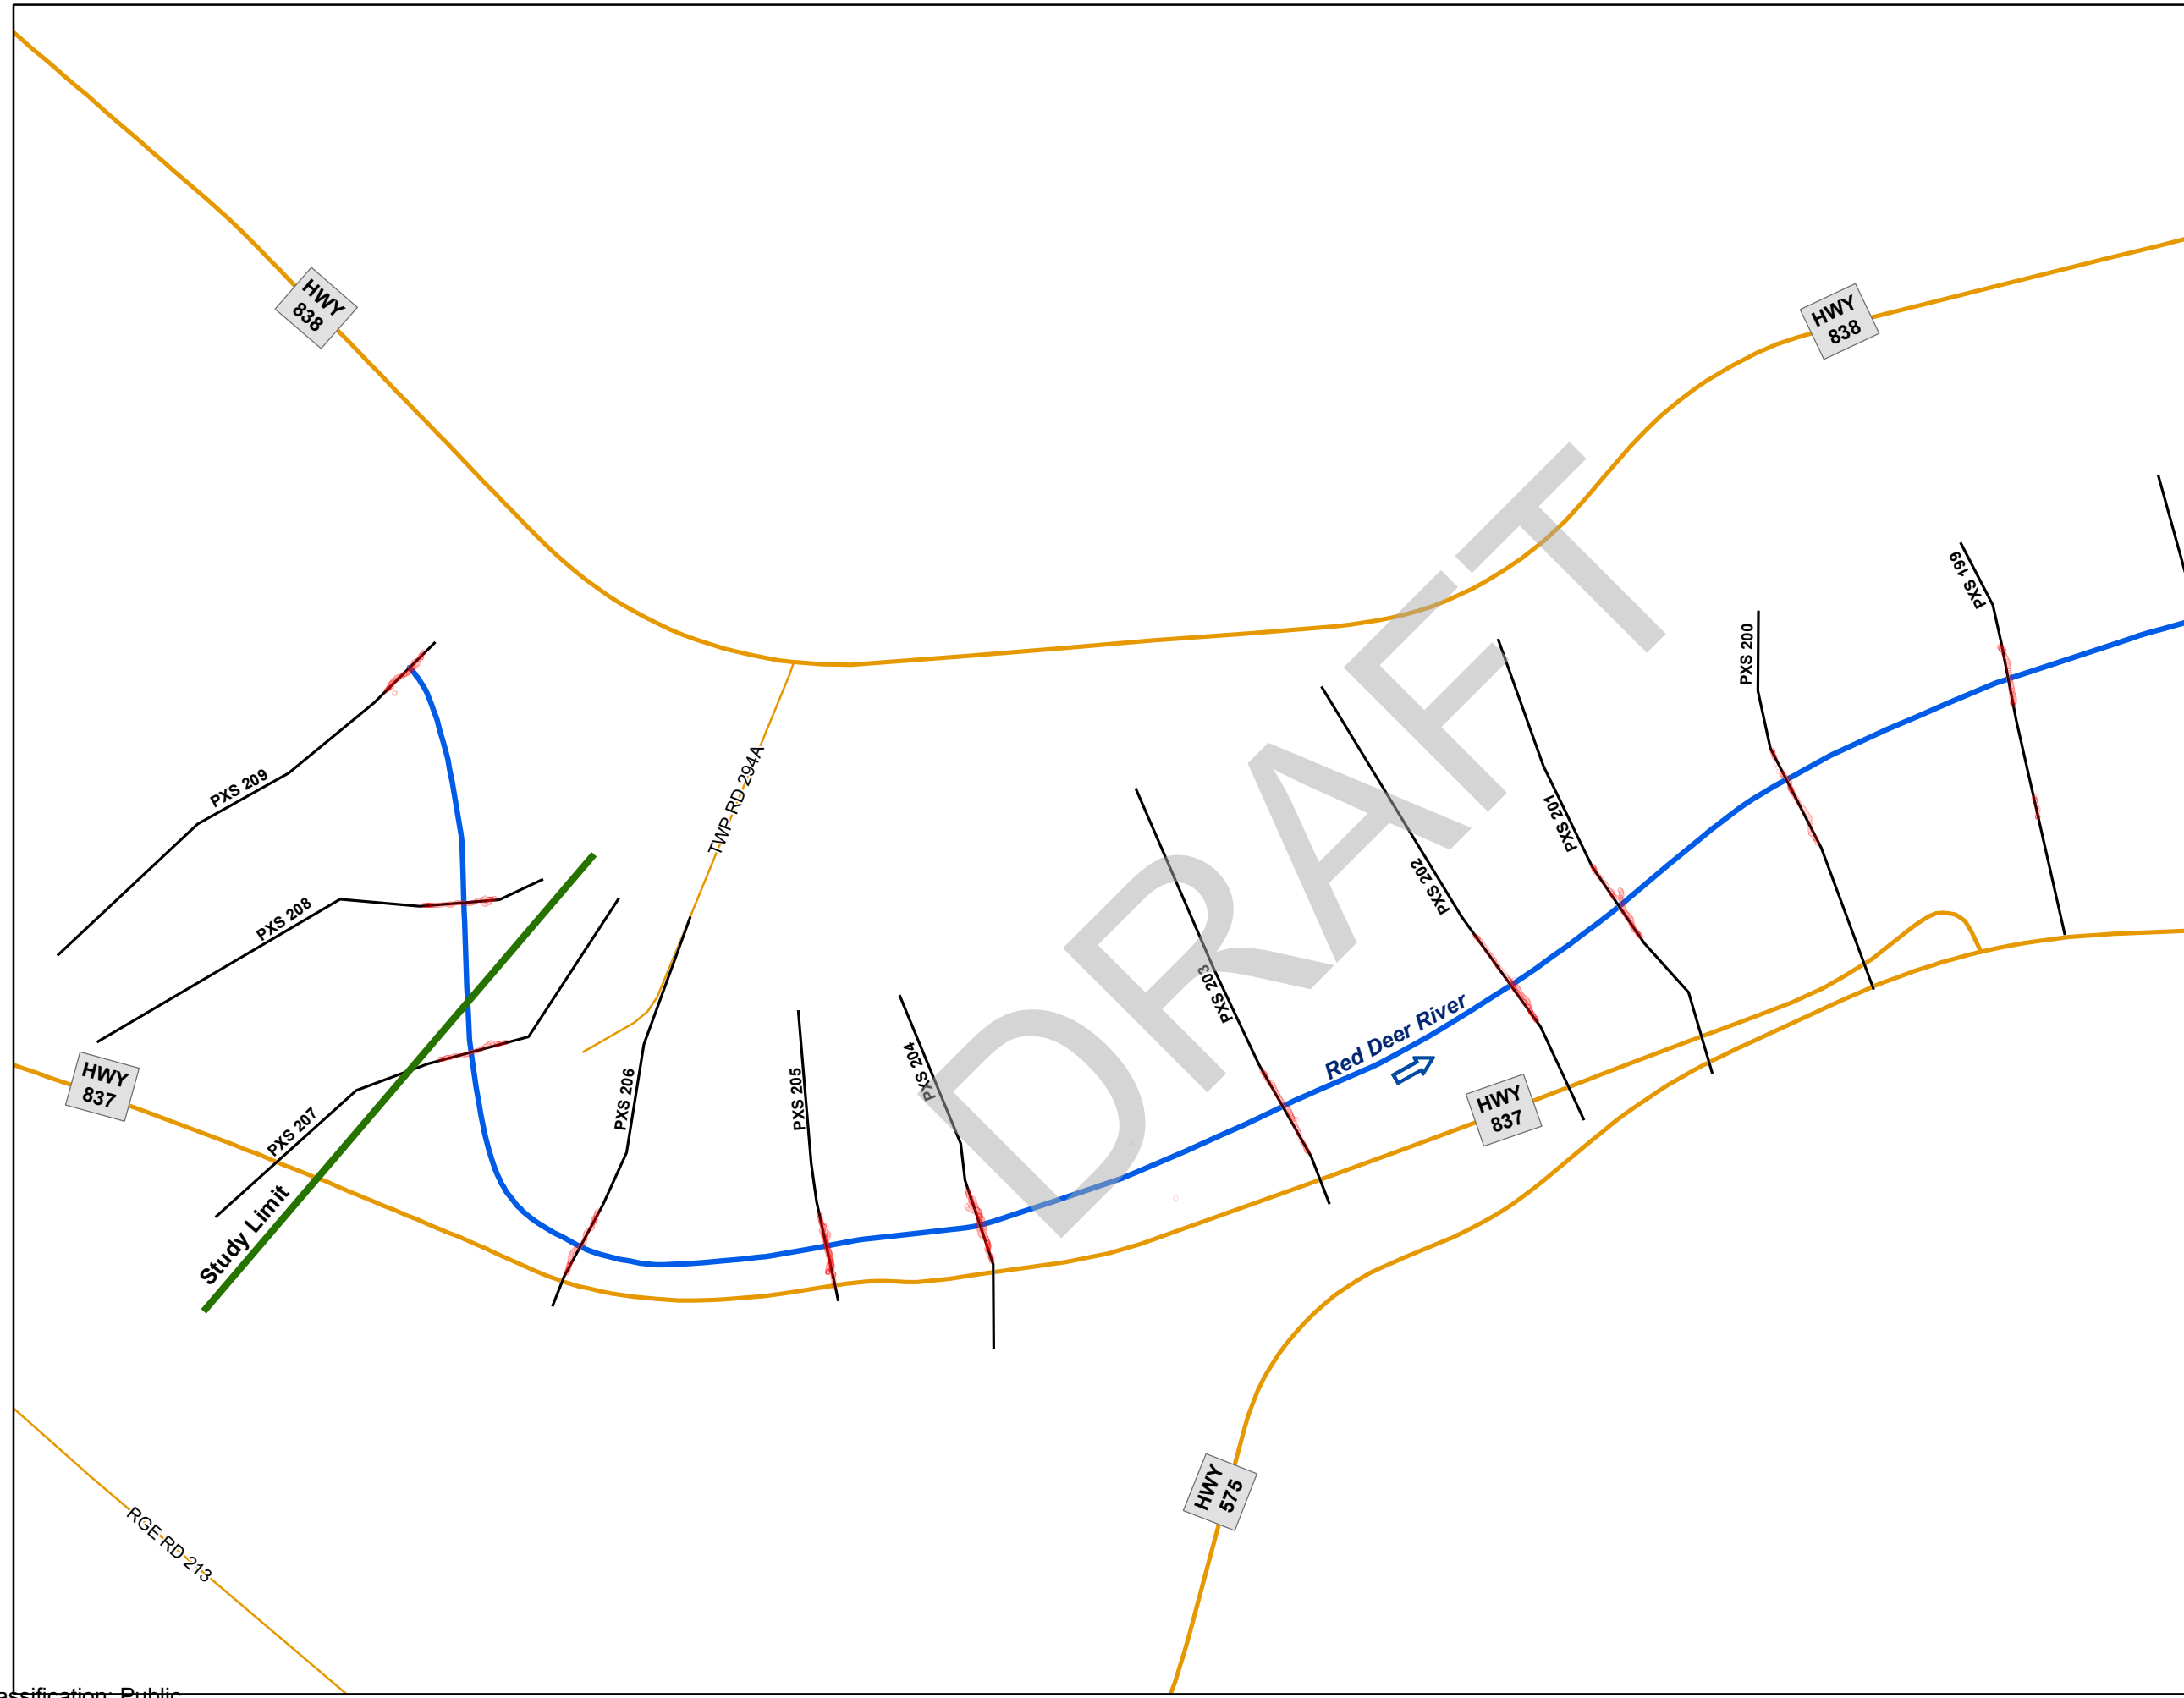 HWY
838
HWY
838
DRAFT
PXS 199
PXS 200
PXS 209
TWP-RD-294A
PXS 201
PXS 202
PXS 208
PXS 203
Red Deer River
PXS 204
PXS 205
PXS 206
HWY
837
HWY
837
PXS 207
Study Limit
HWY
575
RGE-RD-213
assification: Public